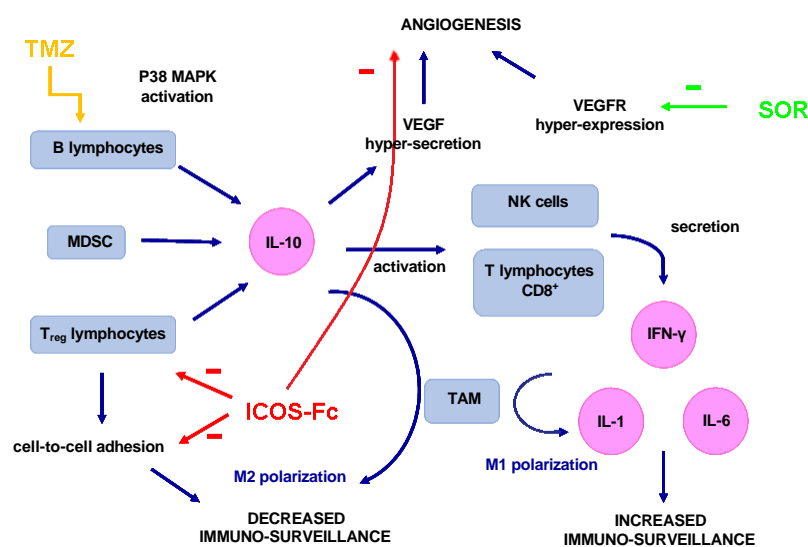 ANGIOGENESIS
TMZ
P38 MAPK
activation
–
–
VEGF
hyper-secretion
VEGFR
hyper-expression
SOR
B lymphocytes
NK cells
MDSC
IL-10
activation
secretion
T lymphocytes
CD8⁺
Treg lymphocytes
IFN-γ
–
ICOS-Fc
–
TAM
IL-1
IL-6
cell-to-cell adhesion
M2 polarization
M1 polarization
DECREASED
IMMUNO-SURVEILLANCE
INCREASED
IMMUNO-SURVEILLANCE